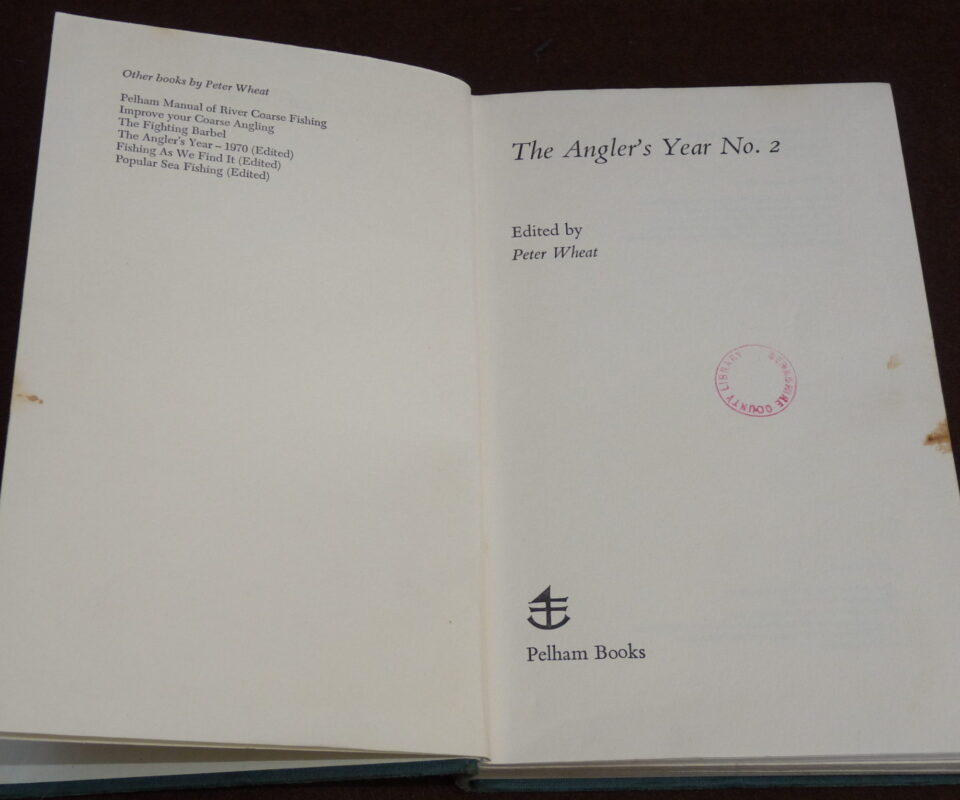 Other books by Peter Wheat
Pelham Manual of River Coarse Fishing
Improve your Coarse Angling
The Fighting Barbel
The Angler's Year – 1970 (Edited)
Fishing As We Find It (Edited)
Popular Sea Fishing (Edited)
The Angler's Year No. 2
Edited by
Peter Wheat
BERKSHIRE COUNTY LIBRARY
Pelham Books